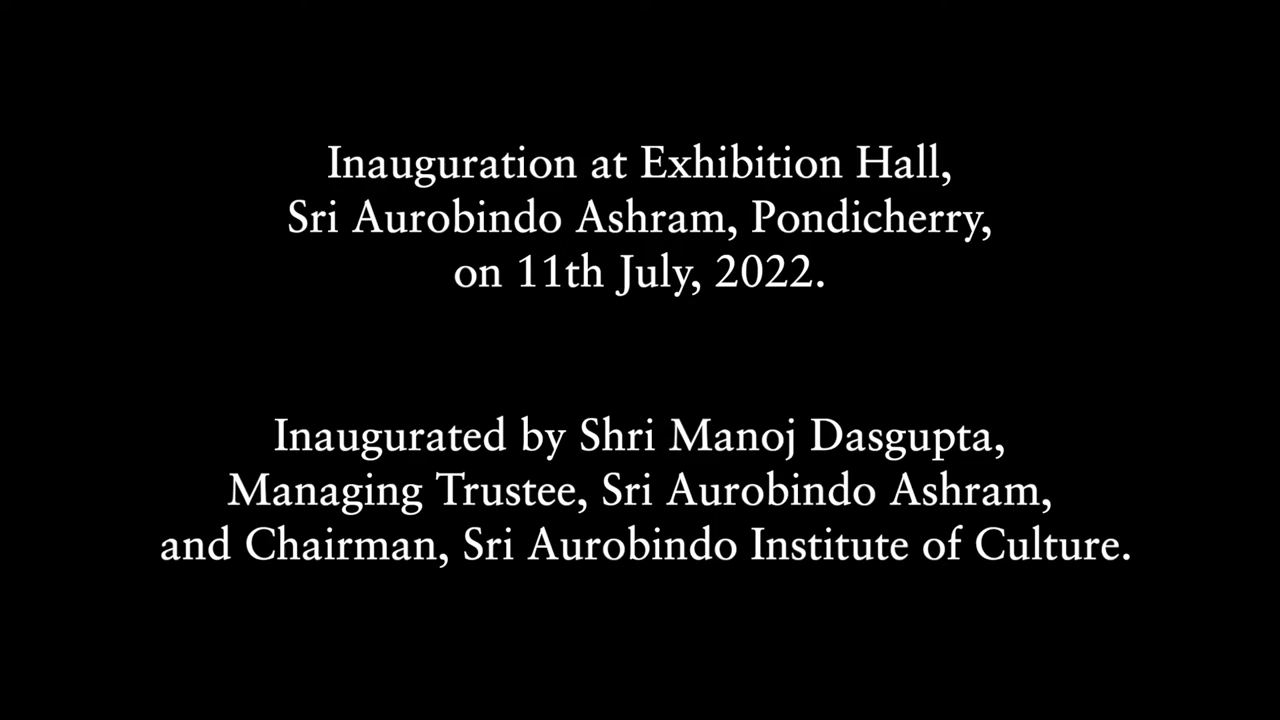 Inauguration at Exhibition Hall,
Sri Aurobindo Ashram, Pondicherry,
on 11th July, 2022.
Inaugurated by Shri Manoj Dasgupta,
Managing Trustee, Sri Aurobindo Ashram,
and Chairman, Sri Aurobindo Institute of Culture.